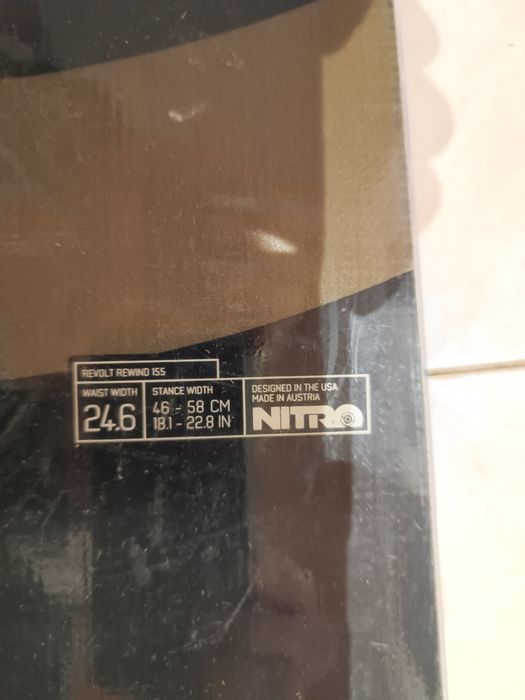 REVOLT REWIND 155
WAIST WIDTH
24.6
STANCE WIDTH
46 - 58 CM
18.1 - 22.8 IN
DESIGNED IN THE USA
MADE IN AUSTRIA
NITRO